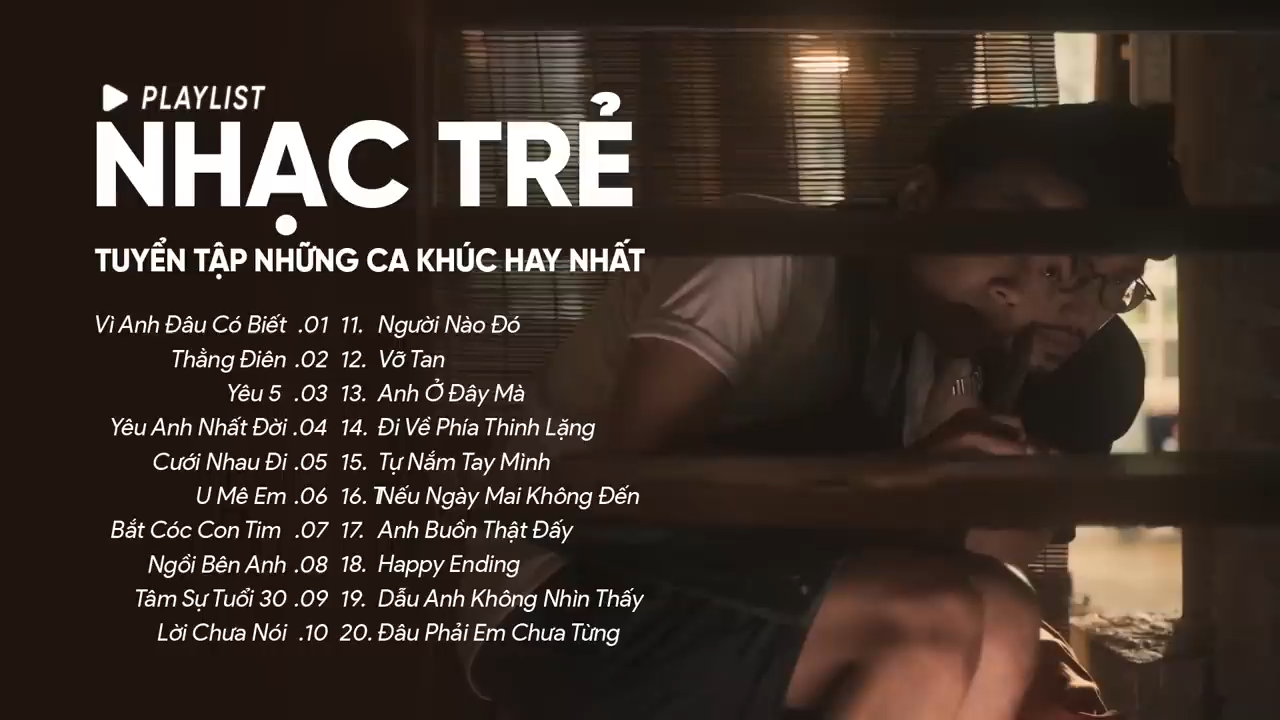 PLAYLIST
NHẠC TRẺ
TUYỂN TẬP NHỮNG CA KHÚC HAY NHẤT
Vì Anh Đâu Có Biết .01 11. Người Nào Đó
Thằng Điên .02 12. Vỡ Tan
Yêu 5 .03 13. Anh Ở Đây Mà
Yêu Anh Nhất Đời .04 14. Đi Về Phía Thinh Lặng
Cưới Nhau Đi .05 15. Tự Nắm Tay Mình
U Mê Em .06 16. TNếu Ngày Mai Không Đến
Bắt Cóc Con Tim .07 17. Anh Buồn Thật Đấy
Ngồi Bên Anh .08 18. Happy Ending
Tâm Sự Tuổi 30 .09 19. Dẫu Anh Không Nhìn Thấy
Lời Chưa Nói .10 20. Đâu Phải Em Chưa Từng